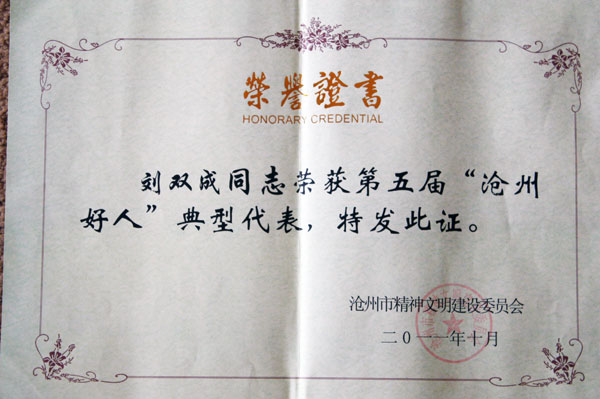 榮譽證書
HONORARY CREDENTIAL
刘双成同志荣获第五届“沧州
好人”典型代表，特发此证。
沧州市精神文明建设委员会
二0一一年十月